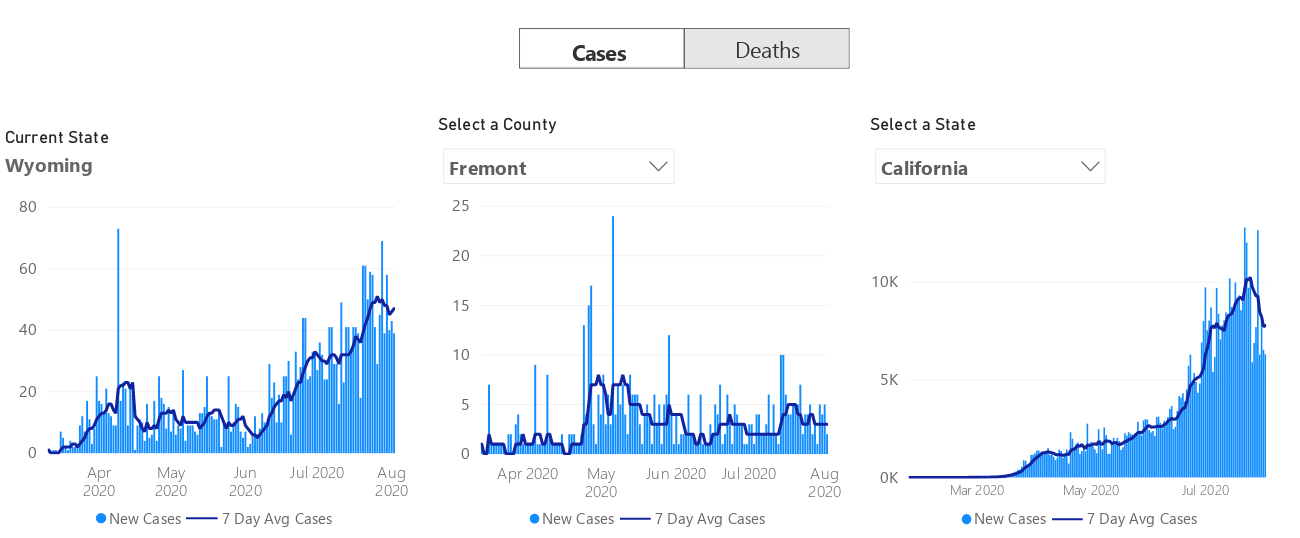 Cases
Deaths
Current State
Wyoming
Select a County
Fremont
Select a State
California
80
60
40
20
0
Apr 2020
May 2020
Jun 2020
Jul 2020
Aug 2020
New Cases
7 Day Avg Cases
25
20
15
10
5
0
Apr 2020
May 2020
Jun 2020
Jul 2020
Aug 2020
New Cases
7 Day Avg Cases
10K
5K
0K
Mar 2020
May 2020
Jul 2020
New Cases
7 Day Avg Cases